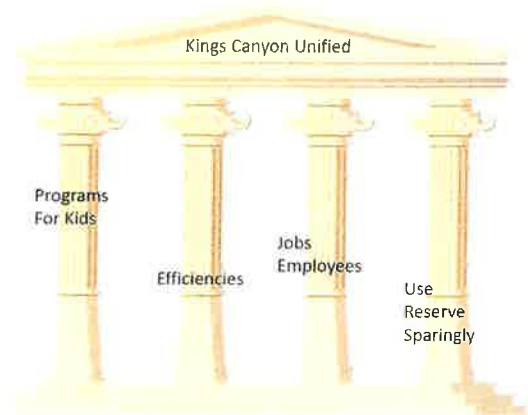 Kings Canyon Unified
Programs
For Kids
Efficiencies
Jobs
Employees
Use
Reserve
Sparingly